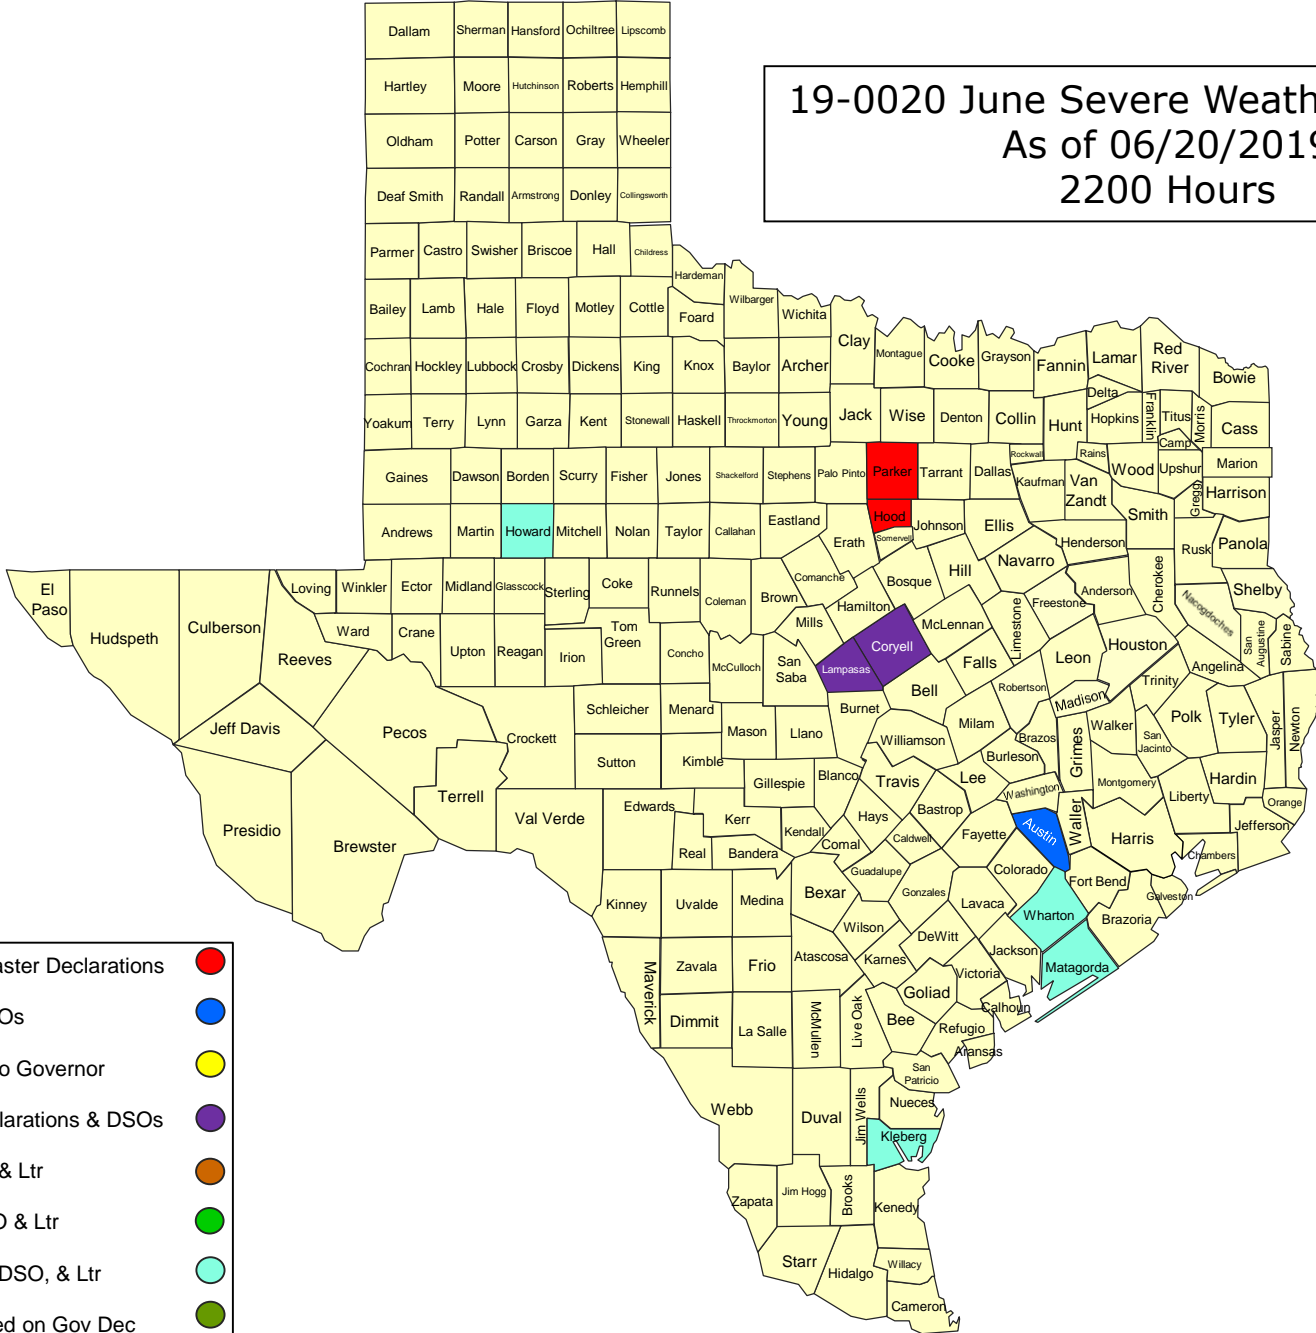 Dallam Sherman Hansford Ochiltree Lipscomb
Hartley Moore Hutchinson Roberts Hemphill
19-0020 June Severe Weath
As of 06/20/2019
2200 Hours
Oldham Potter Carson Gray Wheeler
Deaf Smith Randall Armstrong Donley Collingsworth
Parmer Castro Swisher Briscoe Hall Childress
Hardeman
Bailey Lamb Hale Floyd Motley Cottle Foard Wilbarger Wichita
Clay Montague Cooke Grayson Fannin Lamar Red River Bowie
Cochran Hockley Lubbock Crosby Dickens King Knox Baylor Archer
Delta
Yoakum Terry Lynn Garza Kent Stonewall Haskell Throckmorton Young Jack Wise Denton Collin Hunt Hopkins Franklin Titus Morris Cass
Camp
Gaines Dawson Borden Scurry Fisher Jones Shackelford Stephens Palo Pinto Parker Tarrant Dallas Rockwall Kaufman Rains Van Zandt Wood Upshur Marion
Gregg Harrison
Andrews Martin Howard Mitchell Nolan Taylor Callahan Eastland Erath Hood Somervell Johnson Ellis Henderson Smith Rusk Panola
El Paso Hudspeth Culberson Loving Winkler Ector Midland Glasscock Sterling Coke Runnels Coleman Brown Comanche Hamilton Bosque Hill Navarro Freestone Anderson Cherokee Nacogdoches Shelby
Reeves Ward Crane Upton Reagan Irion Tom Green Concho McCulloch San Saba Mills Lampasas Coryell McLennan Limestone Falls Leon Houston Angelina San Augustine Sabine
Jeff Davis Pecos Crockett Schleicher Menard Mason Llano Burnet Bell Milam Robertson Madison Trinity Polk Tyler Jasper Newton
Walker San Jacinto
Sutton Kimble Gillespie Blanco Williamson Travis Lee Burleson Brazos Grimes Montgomery Liberty Hardin Orange
Presidio Brewster Terrell Val Verde Edwards Kerr Kendall Hays Comal Caldwell Bastrop Fayette Washington Austin Waller Harris Jefferson Chambers
Real Bandera
Kinney Uvalde Medina Bexar Guadalupe Gonzales Lavaca Colorado Wharton Fort Bend Brazoria Galveston
Wilson
Maverick Zavala Frio Atascosa Karnes DeWitt Jackson Matagorda
Victoria
Dimmit La Salle McMullen Live Oak Bee Goliad Calhoun
Refugio
Aransas
San Patricio
Webb Duval Jim Wells Nueces
Kleberg
Zapata Jim Hogg Brooks Kenedy
Starr Hidalgo Willacy
Cameron
aster Declarations
Os
o Governor
larations & DSOs
& Ltr
O & Ltr
DSO, & Ltr
ed on Gov Dec